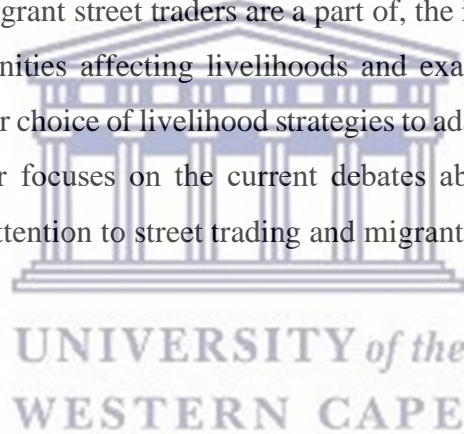 grant street traders are a part of, the i
nities affecting livelihoods and exa
r choice of livelihood strategies to ad
r focuses on the current debates ab
ttention to street trading and migrant
UNIVERSITY of the
WESTERN CAPE